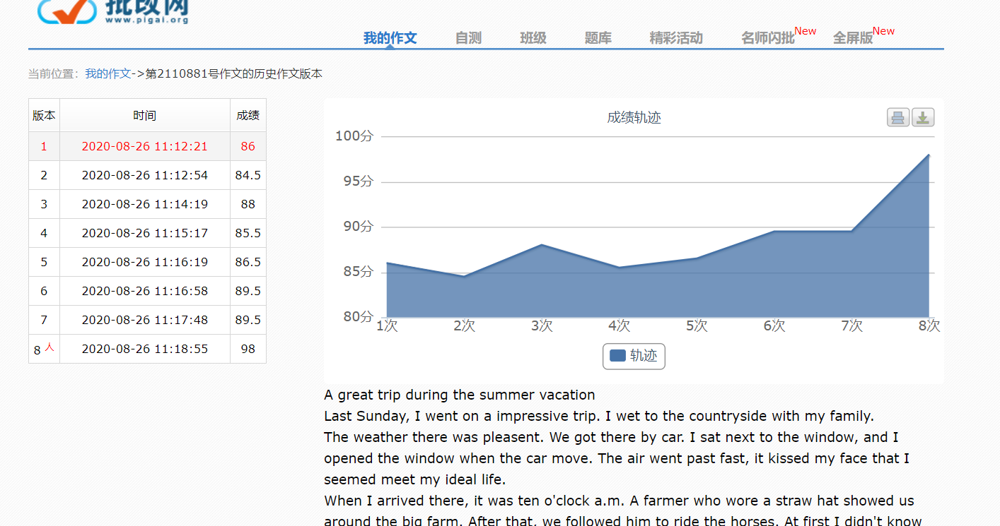 批改网
www.pigai.org
我的作文 自测 班级 题库 精彩活动 名师闪批New 全屏版New
当前位置：我的作文->第2110881号作文的历史作文版本
版本 时间 成绩
1 2020-08-26 11:12:21 86
2 2020-08-26 11:12:54 84.5
3 2020-08-26 11:14:19 88
4 2020-08-26 11:15:17 85.5
5 2020-08-26 11:16:19 86.5
6 2020-08-26 11:16:58 89.5
7 2020-08-26 11:17:48 89.5
8 人 2020-08-26 11:18:55 98
成绩轨迹
100分
95分
90分
85分
80分
1次 2次 3次 4次 5次 6次 7次 8次
轨迹
A great trip during the summer vacation
Last Sunday, I went on a impressive trip. I wet to the countryside with my family.
The weather there was pleasent. We got there by car. I sat next to the window, and I
opened the window when the car move. The air went past fast, it kissed my face that I
seemed meet my ideal life.
When I arrived there, it was ten o'clock a.m. A farmer who wore a straw hat showed us
around the big farm. After that, we followed him to ride the horses. At first I didn't know